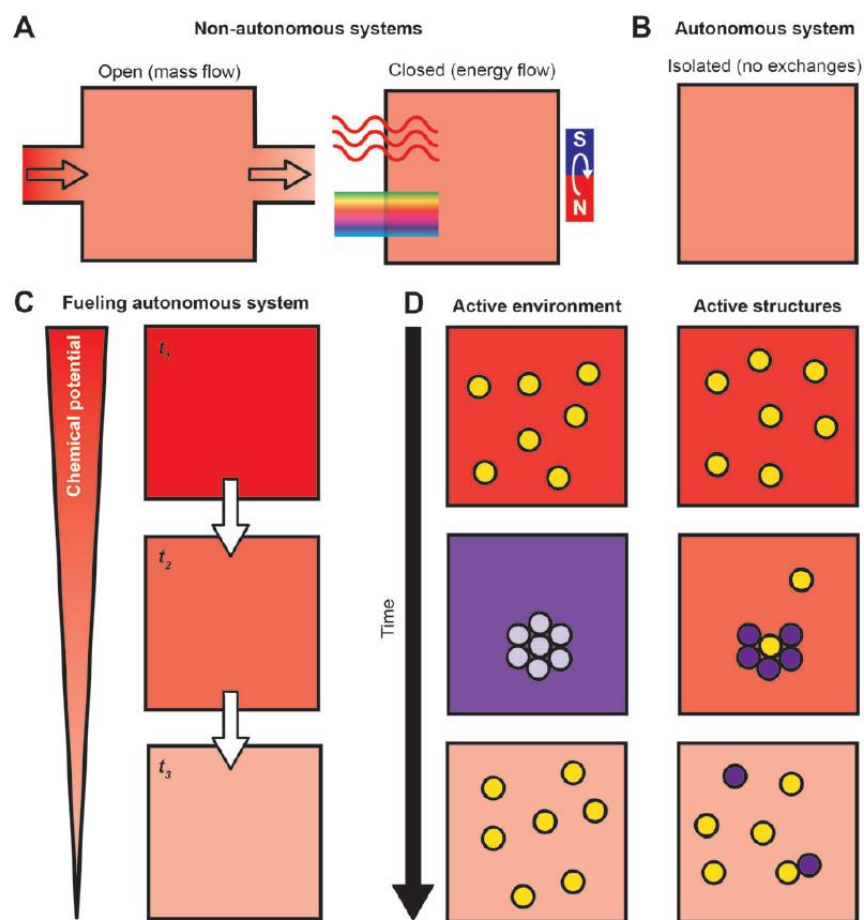 A
Non-autonomous systems
Open (mass flow)
Closed (energy flow)
S
N
B
Autonomous system
Isolated (no exchanges)
C
Fueling autonomous system
Chemical potential
t1
t2
t3
D
Active environment
Active structures
Time